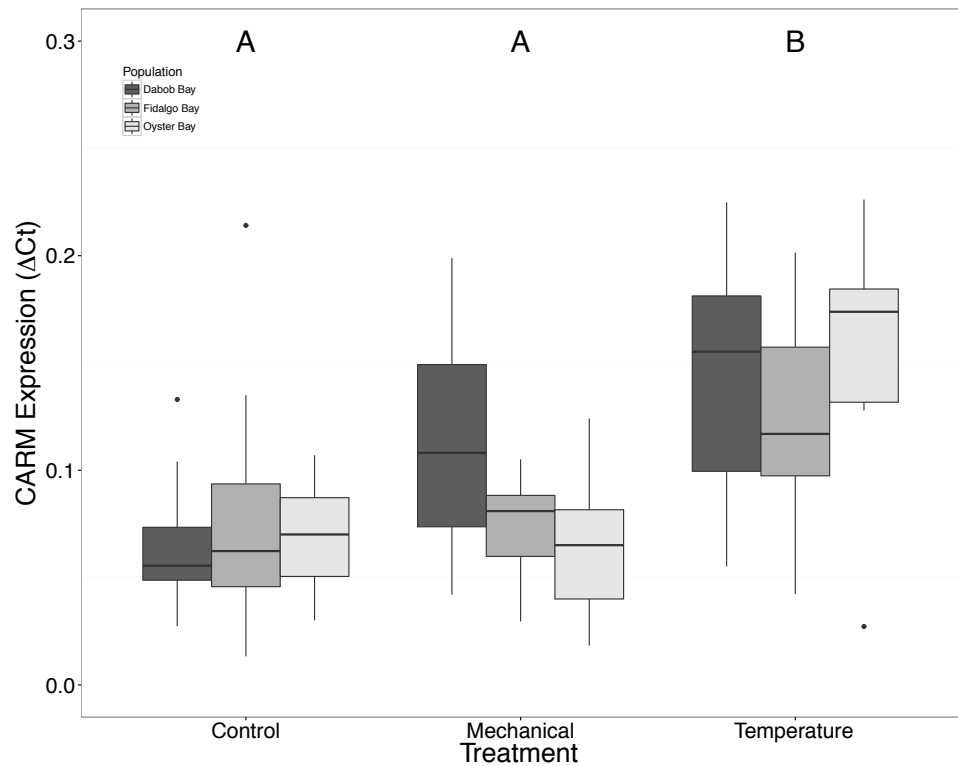 A A B
0.3
Population
Dabob Bay
Fidalgo Bay
Oyster Bay
0.2
0.1
0.0
CARM Expression (ΔCt)
Control Mechanical Temperature
Treatment